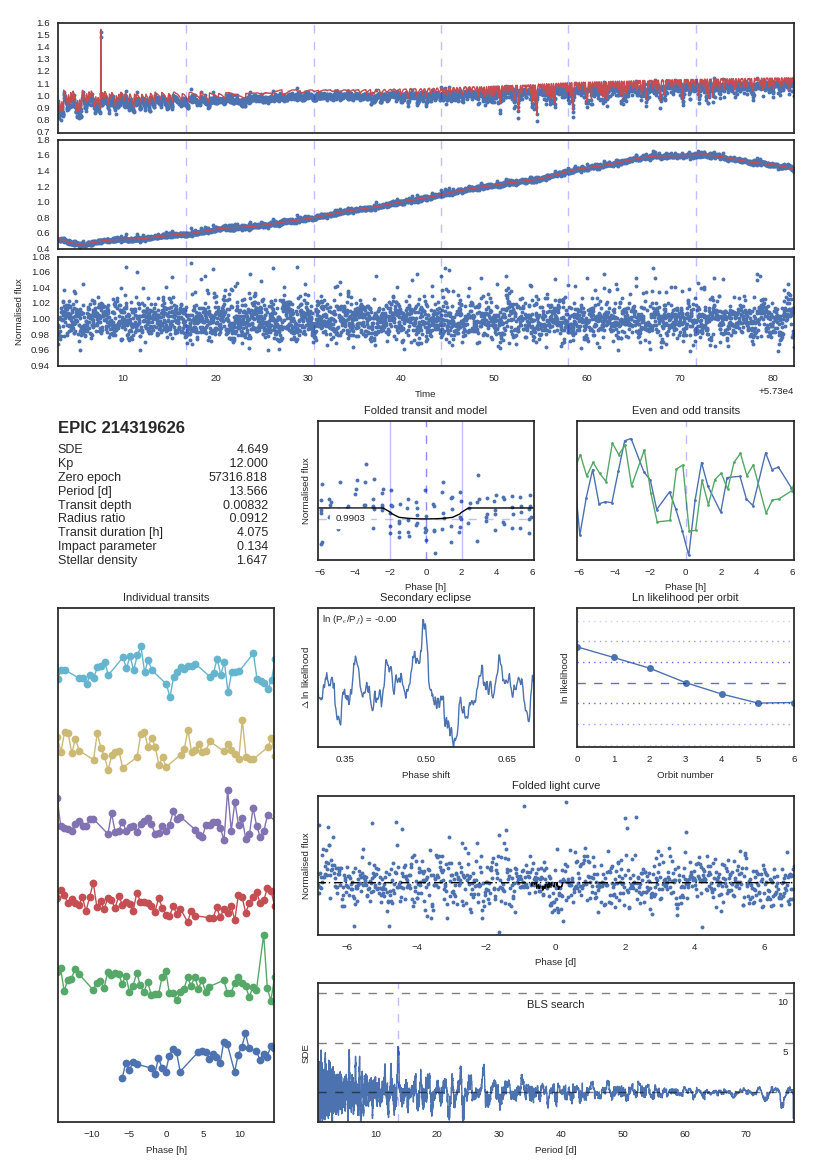 1.6
1.5
1.4
1.3
1.2
1.1
1.0
0.9
0.8
0.7
1.8
1.6
1.4
1.2
1.0
0.8
0.6
0.4
1.08
1.06
1.04
1.02
1.00
0.98
0.96
0.94
Normalised flux
10 20 30 40 50 60 70 80
Time
+5.73e4
EPIC 214319626
SDE 4.649
Kp 12.000
Zero epoch 57316.818
Period [d] 13.566
Transit depth 0.00832
Radius ratio 0.0912
Transit duration [h] 4.075
Impact parameter 0.134
Stellar density 1.647
Folded transit and model
Normalised flux
0.9903
−6 −4 −2 0 2 4 6
Phase [h]
Even and odd transits
−6 −4 −2 0 2 4 6
Phase [h]
Individual transits
−10 −5 0 5 10
Phase [h]
Secondary eclipse
ln (Pₑ/P𝒻) = -0.00
Δ ln likelihood
0.35 0.50 0.65
Phase shift
Ln likelihood per orbit
ln likelihood
0 1 2 3 4 5 6
Orbit number
Folded light curve
Normalised flux
−6 −4 −2 0 2 4 6
Phase [d]
BLS search
10
5
SDE
10 20 30 40 50 60 70
Period [d]